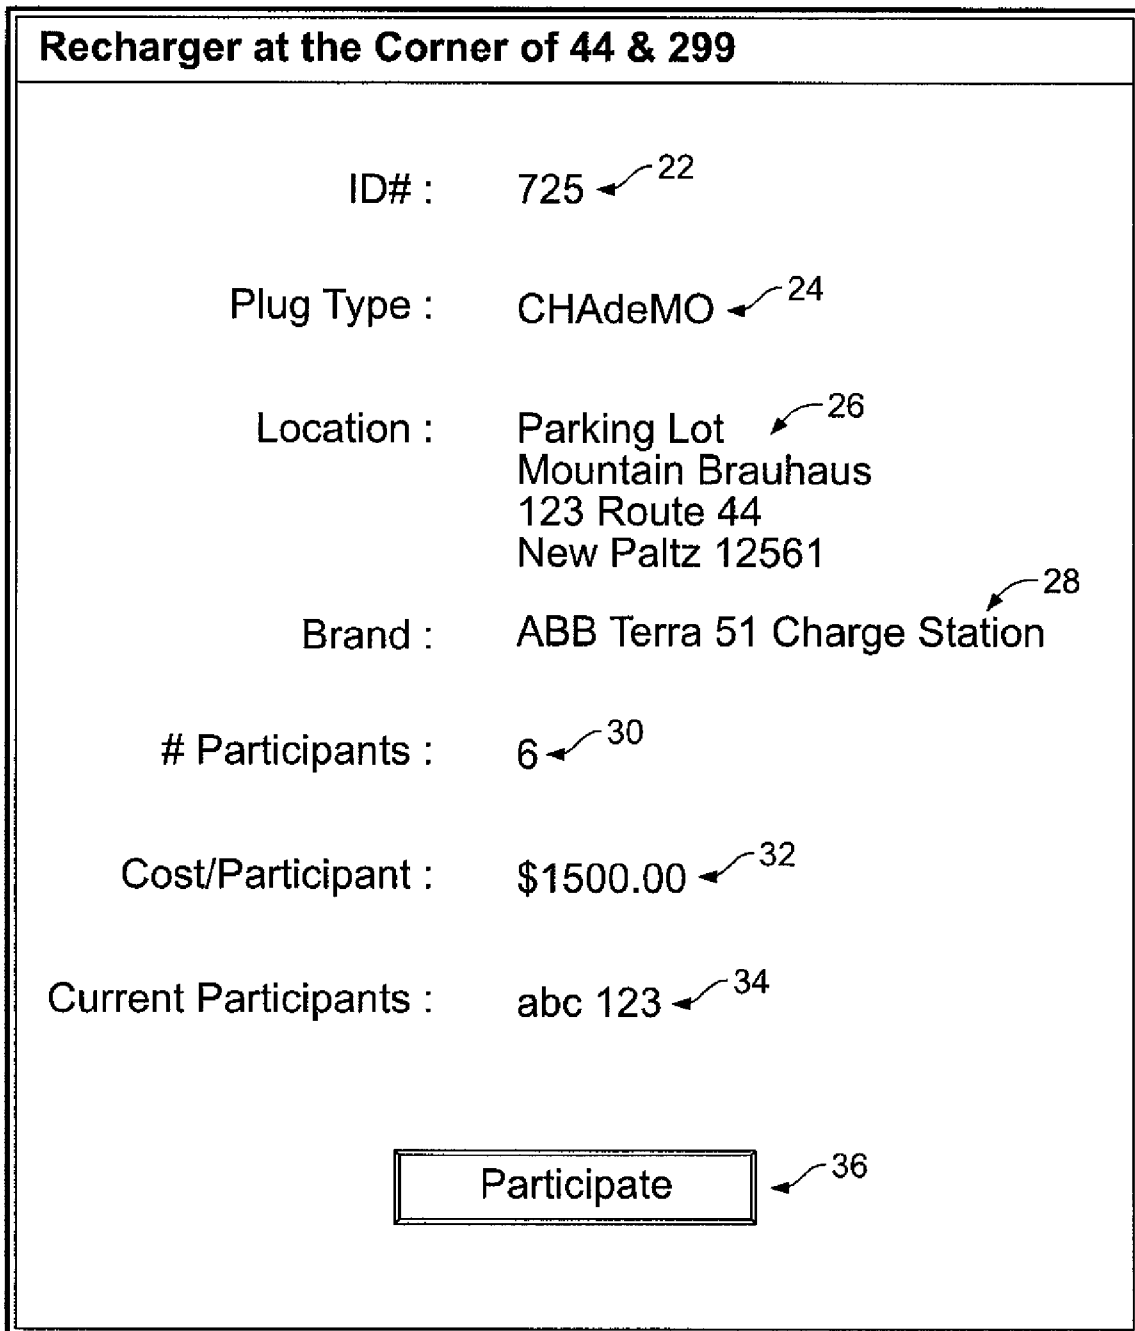 Recharger at the Corner of 44 & 299
ID# : 725 22
Plug Type : CHAdeMO 24
Location : Parking Lot 26
Mountain Brauhaus
123 Route 44
New Paltz 12561
28
Brand : ABB Terra 51 Charge Station
# Participants : 6 30
Cost/Participant : $1500.00 32
Current Participants : abc 123 34
Participate 36